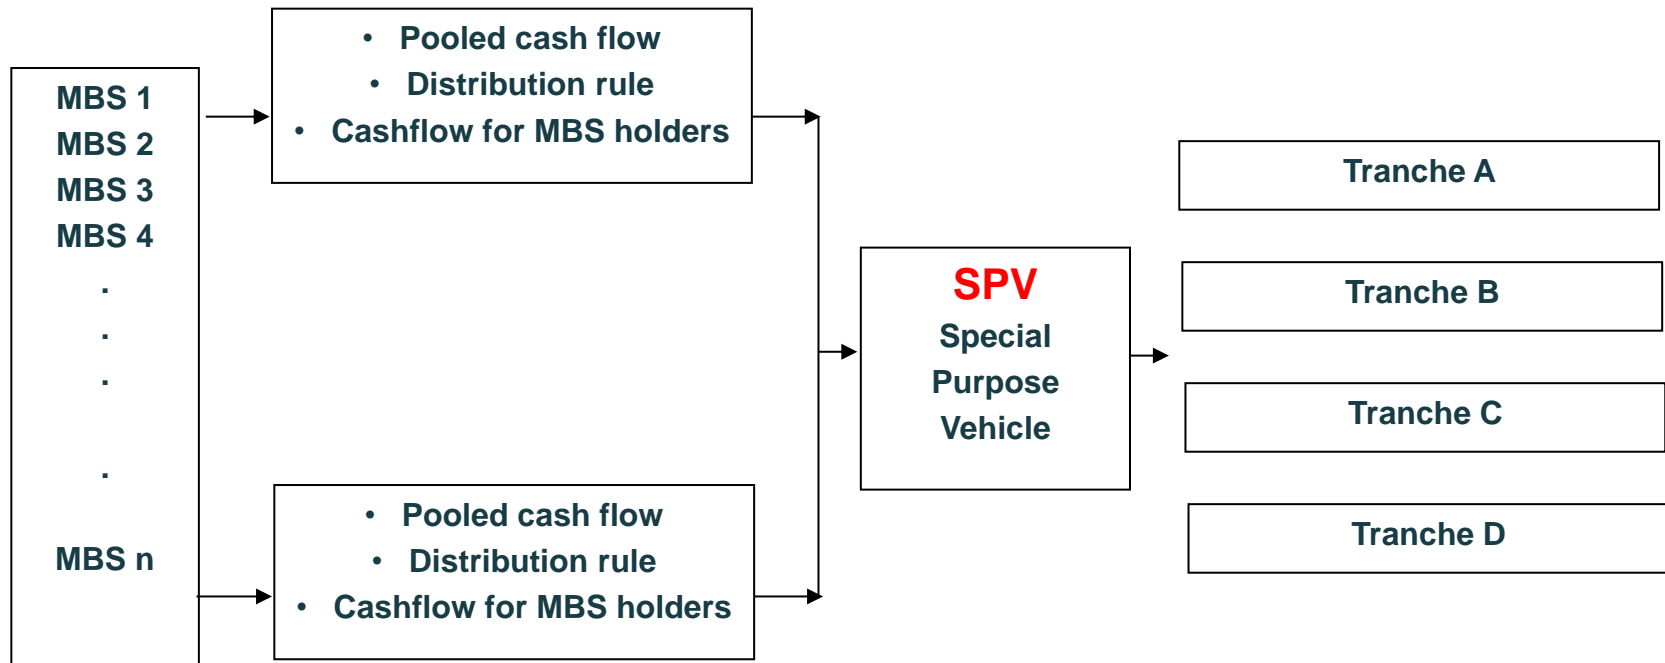 MBS 1
MBS 2
MBS 3
MBS 4
.
.
.
.
MBS n
• Pooled cash flow
• Distribution rule
• Cashflow for MBS holders
• Pooled cash flow
• Distribution rule
• Cashflow for MBS holders
SPV
Special
Purpose
Vehicle
Tranche A
Tranche B
Tranche C
Tranche D